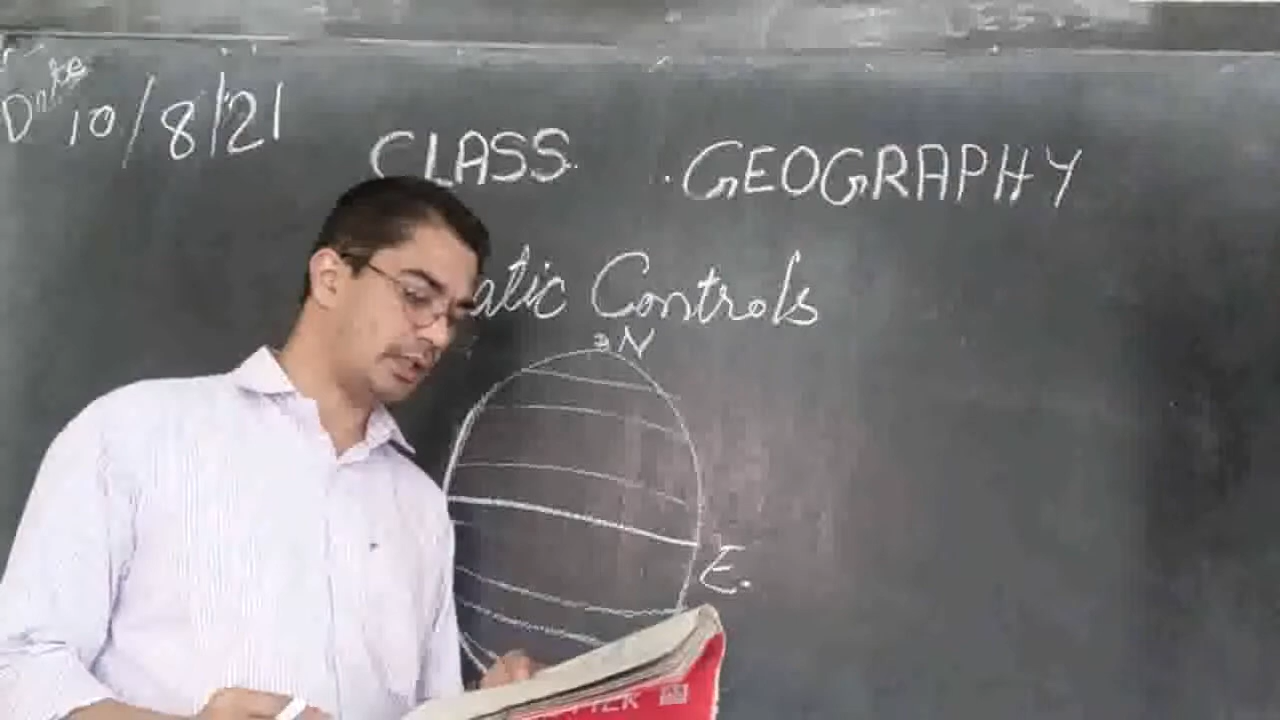 Date 10/8/21
CLASS GEOGRAPHY
atic Controls
N
E.